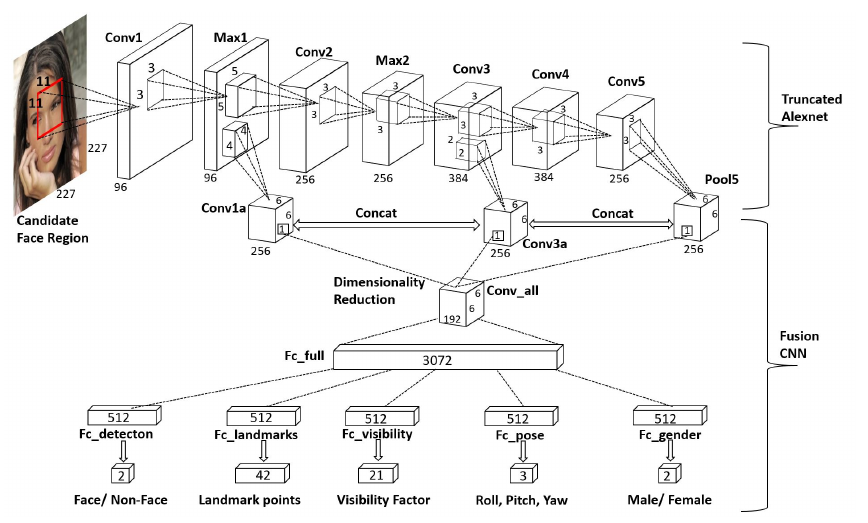 Conv1
Max1
Conv2
Max2
Conv3
Conv4
Conv5
Truncated
Alexnet
11
11
227
227
3
3
96
5
5
4
4
96
3
3
256
3
3
256
3
3
2
2
384
3
3
384
3
3
256
Candidate
Face Region
Conv1a
6
6
1
256
Concat
6
6
1
256
Conv3a
Concat
Pool5
6
6
1
256
Dimensionality
Reduction
Conv_all
6
6
192
Fusion
CNN
Fc_full
3072
512
512
512
512
512
Fc_detecton
Fc_landmarks
Fc_visibility
Fc_pose
Fc_gender
2
42
21
3
2
Face/ Non-Face
Landmark points
Visibility Factor
Roll, Pitch, Yaw
Male/ Female